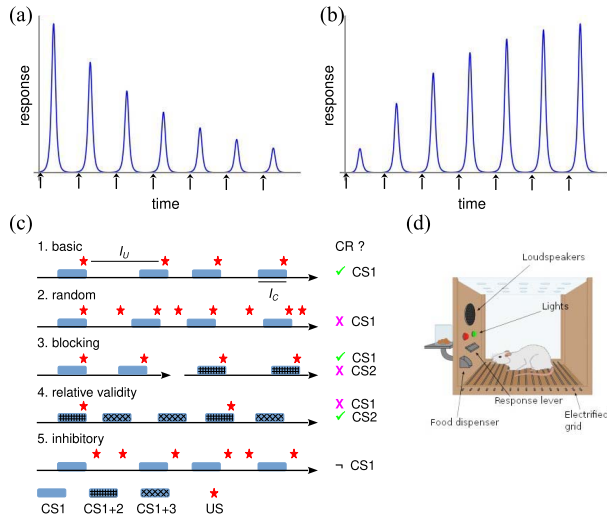 (a)
response
time
(b)
response
time
(c)
1. basic
I_U
I_C
CR ?
✓ CS1
2. random
X CS1
3. blocking
✓ CS1
X CS2
4. relative validity
X CS1
✓ CS2
5. inhibitory
¬ CS1
CS1 CS1+2 CS1+3 US
(d)
Loudspeakers
Lights
Response lever
Food dispenser
Electrified
grid